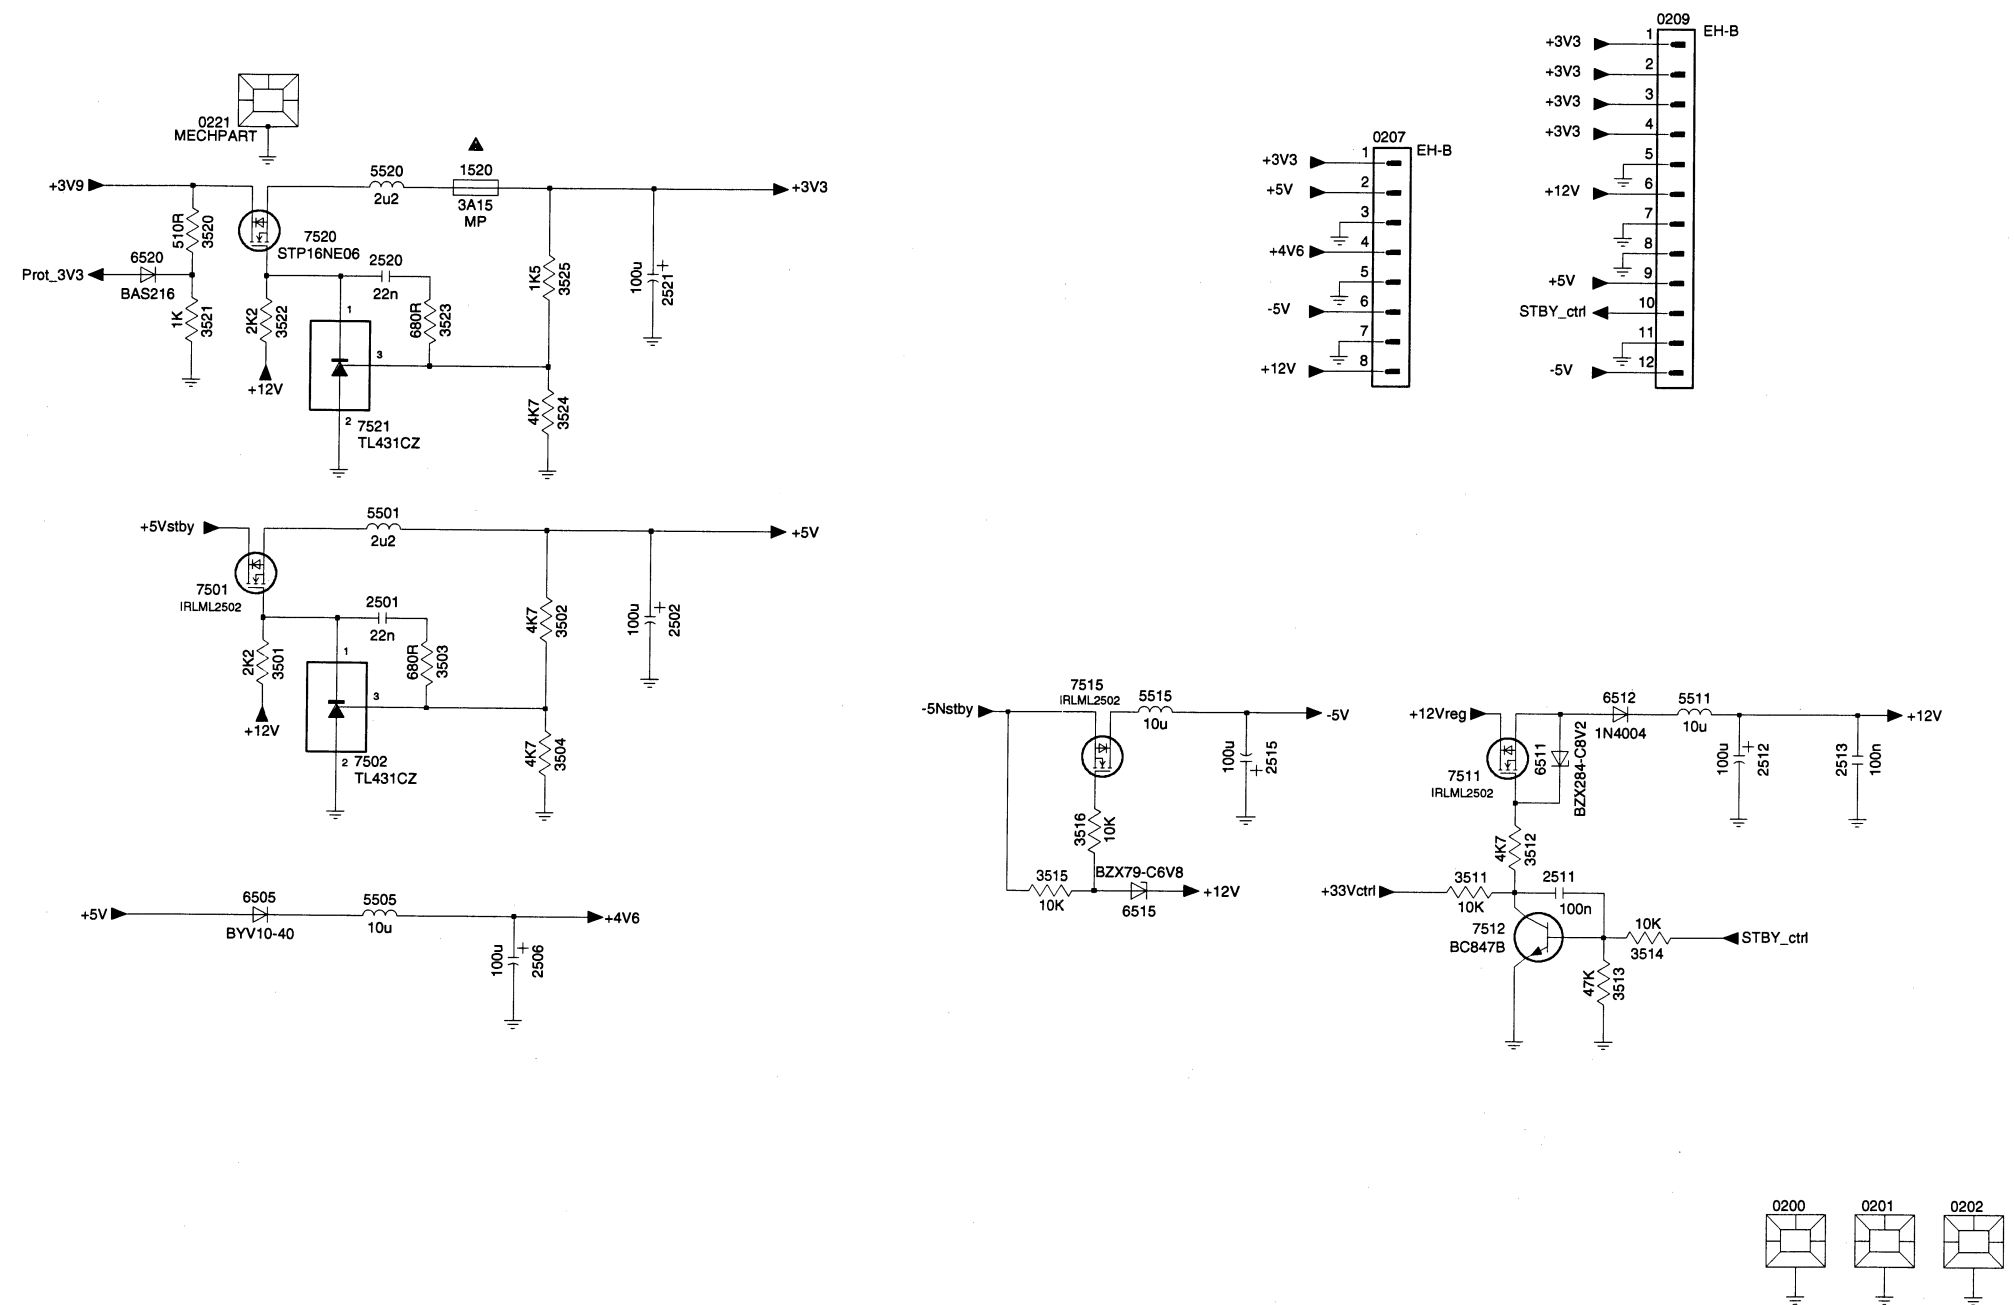 0221
MECHPART
+3V9
5520
2u2
1520
3A15
MP
+3V3
510R
3520
7520
STP16NE06
6520
Prot_3V3
BAS216
1K
3521
2K2
3522
+12V
2520
22n
680R
3523
1
3
2
7521
TL431CZ
1K5
3525
4K7
3524
100u
+
2521
+5Vstby
5501
2u2
+5V
7501
IRLML2502
2501
22n
2K2
3501
+12V
680R
3503
1
3
2
7502
TL431CZ
4K7
3502
4K7
3504
100u
+
2502
+5V
6505
BYV10-40
5505
10u
+4V6
100u
+
2506
0207
EH-B
+3V3 1
+5V 2
3
+4V6 4
5
-5V 6
7
+12V 8
0209
EH-B
+3V3 1
+3V3 2
+3V3 3
+3V3 4
5
+12V 6
7
8
+5V 9
STBY_ctrl 10
11
-5V 12
-5Nstby
7515
IRLML2502
5515
10u
-5V
100u
+
2515
3516
10K
3515
10K
BZX79-C6V8
6515
+12V
+12Vreg
7511
IRLML2502
6511
BZX284-C8V2
6512
1N4004
5511
10u
+12V
100u
+
2512
2513
100n
4K7
3512
+33Vctrl
3511
10K
2511
100n
7512
BC847B
10K
3514
STBY_ctrl
47K
3513
0200
0201
0202